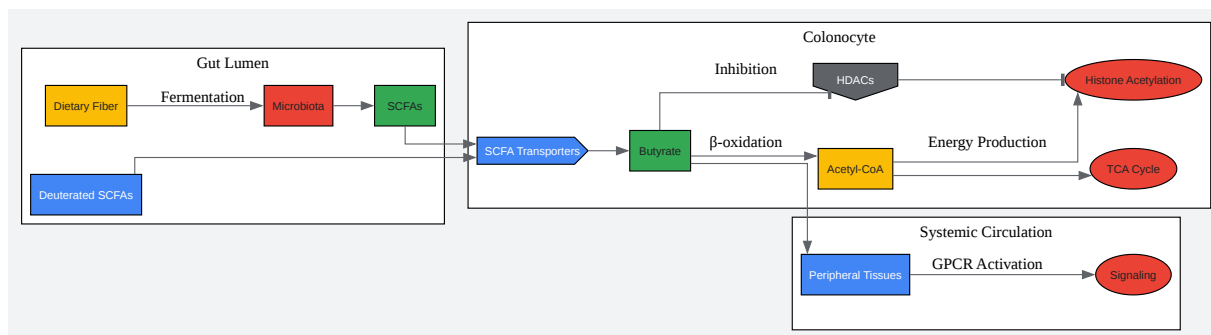 Gut Lumen
Dietary Fiber
Fermentation
Microbiota
SCFAs
Deuterated SCFAs
Colonocyte
SCFA Transporters
Butyrate
Inhibition
HDACs
Histone Acetylation
β-oxidation
Acetyl-CoA
Energy Production
TCA Cycle
Systemic Circulation
Peripheral Tissues
GPCR Activation
Signaling